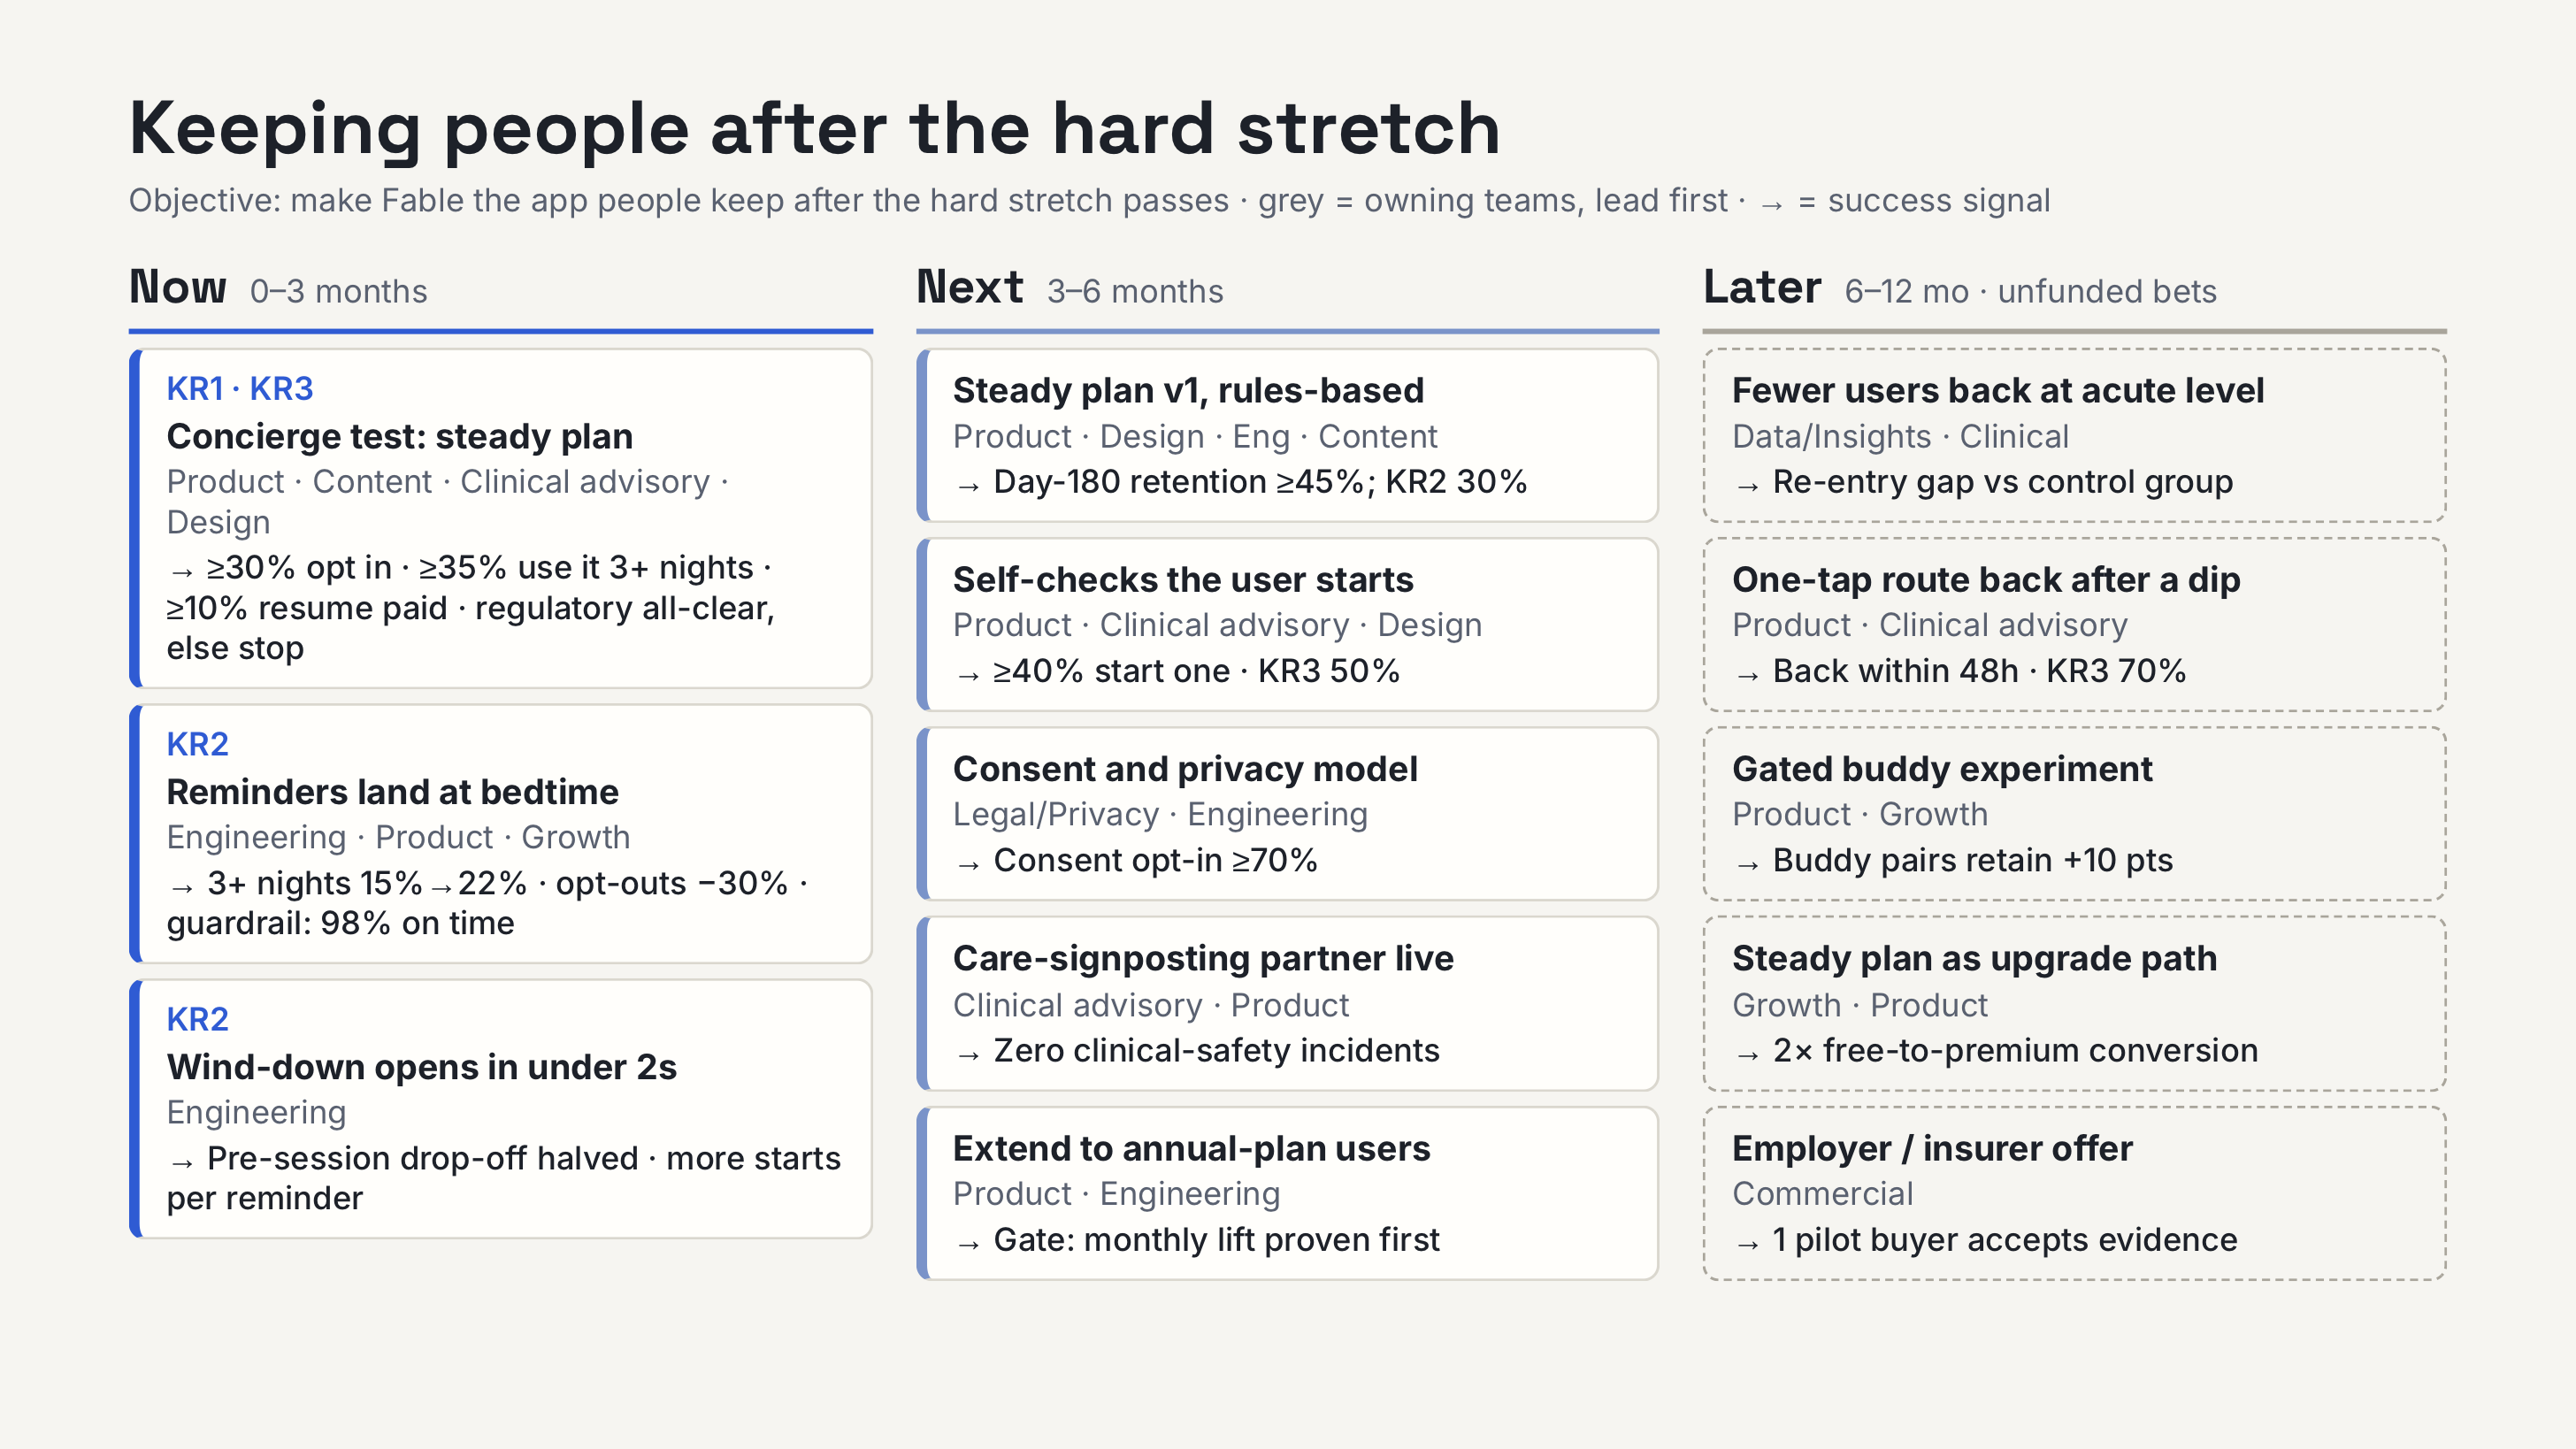 Keeping people after the hard stretch
Objective: make Fable the app people keep after the hard stretch passes · grey = owning teams, lead first · → = success signal
Now 0–3 months
KR1 · KR3
Concierge test: steady plan
Product · Content · Clinical advisory ·
Design
→ ≥30% opt in · ≥35% use it 3+ nights ·
≥10% resume paid · regulatory all-clear,
else stop
KR2
Reminders land at bedtime
Engineering · Product · Growth
→ 3+ nights 15%→22% · opt-outs −30% ·
guardrail: 98% on time
KR2
Wind-down opens in under 2s
Engineering
→ Pre-session drop-off halved · more starts
per reminder
Next 3–6 months
Steady plan v1, rules-based
Product · Design · Eng · Content
→ Day-180 retention ≥45%; KR2 30%
Self-checks the user starts
Product · Clinical advisory · Design
→ ≥40% start one · KR3 50%
Consent and privacy model
Legal/Privacy · Engineering
→ Consent opt-in ≥70%
Care-signposting partner live
Clinical advisory · Product
→ Zero clinical-safety incidents
Extend to annual-plan users
Product · Engineering
→ Gate: monthly lift proven first
Later 6–12 mo · unfunded bets
Fewer users back at acute level
Data/Insights · Clinical
→ Re-entry gap vs control group
One-tap route back after a dip
Product · Clinical advisory
→ Back within 48h · KR3 70%
Gated buddy experiment
Product · Growth
→ Buddy pairs retain +10 pts
Steady plan as upgrade path
Growth · Product
→ 2× free-to-premium conversion
Employer / insurer offer
Commercial
→ 1 pilot buyer accepts evidence